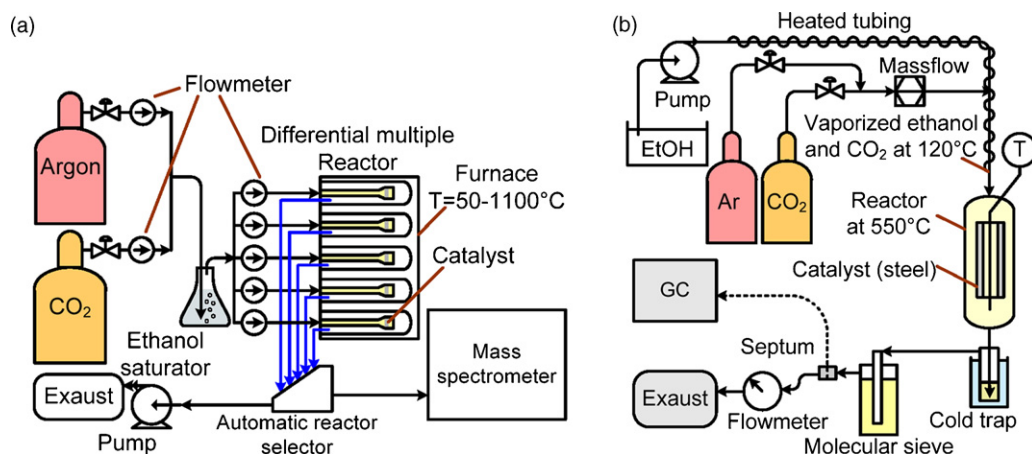 (a)
Flowmeter
Argon
CO₂
Differential multiple
Reactor
Furnace
T=50-1100°C
Catalyst
Ethanol
saturator
Mass
spectrometer
Exaust
Pump
Automatic reactor
selector
(b)
Heated tubing
Pump
Massflow
EtOH
Vaporized ethanol
and CO₂ at 120°C
T
Ar
CO₂
Reactor
at 550°C
Catalyst (steel)
GC
Septum
Exaust
Flowmeter
Cold trap
Molecular sieve